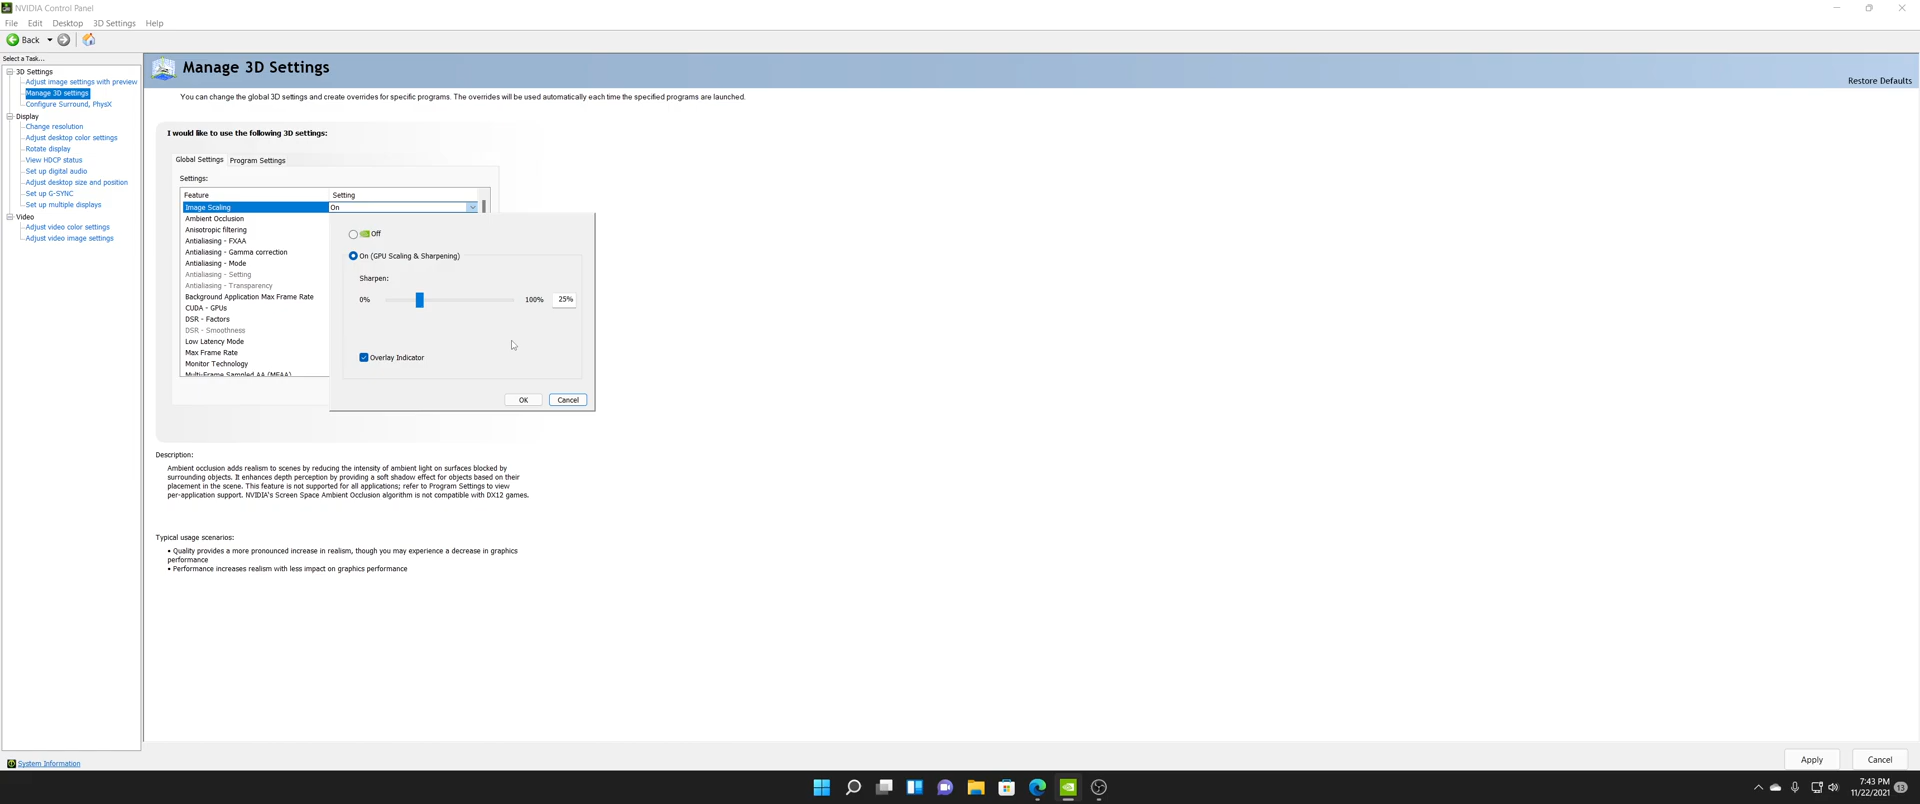 NVIDIA Control Panel
File Edit Desktop 3D Settings Help
Back
Select a Task...
3D Settings
Adjust image settings with preview
Manage 3D settings
Configure Surround, PhysX
Display
Change resolution
Adjust desktop color settings
Rotate display
View HDCP status
Set up digital audio
Adjust desktop size and position
Set up G-SYNC
Set up multiple displays
Video
Adjust video color settings
Adjust video image settings
System Information
Manage 3D Settings
Restore Defaults
You can change the global 3D settings and create overrides for specific programs. The overrides will be used automatically each time the specified programs are launched.
I would like to use the following 3D settings:
Global Settings Program Settings
Settings:
Feature Setting
Image Scaling On
Ambient Occlusion
Anisotropic filtering
Antialiasing - FXAA
Antialiasing - Gamma correction
Antialiasing - Mode
Antialiasing - Setting
Antialiasing - Transparency
Background Application Max Frame Rate
CUDA - GPUs
DSR - Factors
DSR - Smoothness
Low Latency Mode
Max Frame Rate
Monitor Technology
Multi-Frame Sampled AA (MFAA)
Off
On (GPU Scaling & Sharpening)
Sharpen:
0% 100% 25%
Overlay Indicator
OK Cancel
Description:
Ambient occlusion adds realism to scenes by reducing the intensity of ambient light on surfaces blocked by
surrounding objects. It enhances depth perception by providing a soft shadow effect for objects based on their
placement in the scene. This feature is not supported for all applications; refer to Program Settings to view
per-application support. NVIDIA's Screen Space Ambient Occlusion algorithm is not compatible with DX12 games.
Typical usage scenarios:
• Quality provides a more pronounced increase in realism, though you may experience a decrease in graphics
performance
• Performance increases realism with less impact on graphics performance
Apply Cancel
7:43 PM
11/22/2021 13